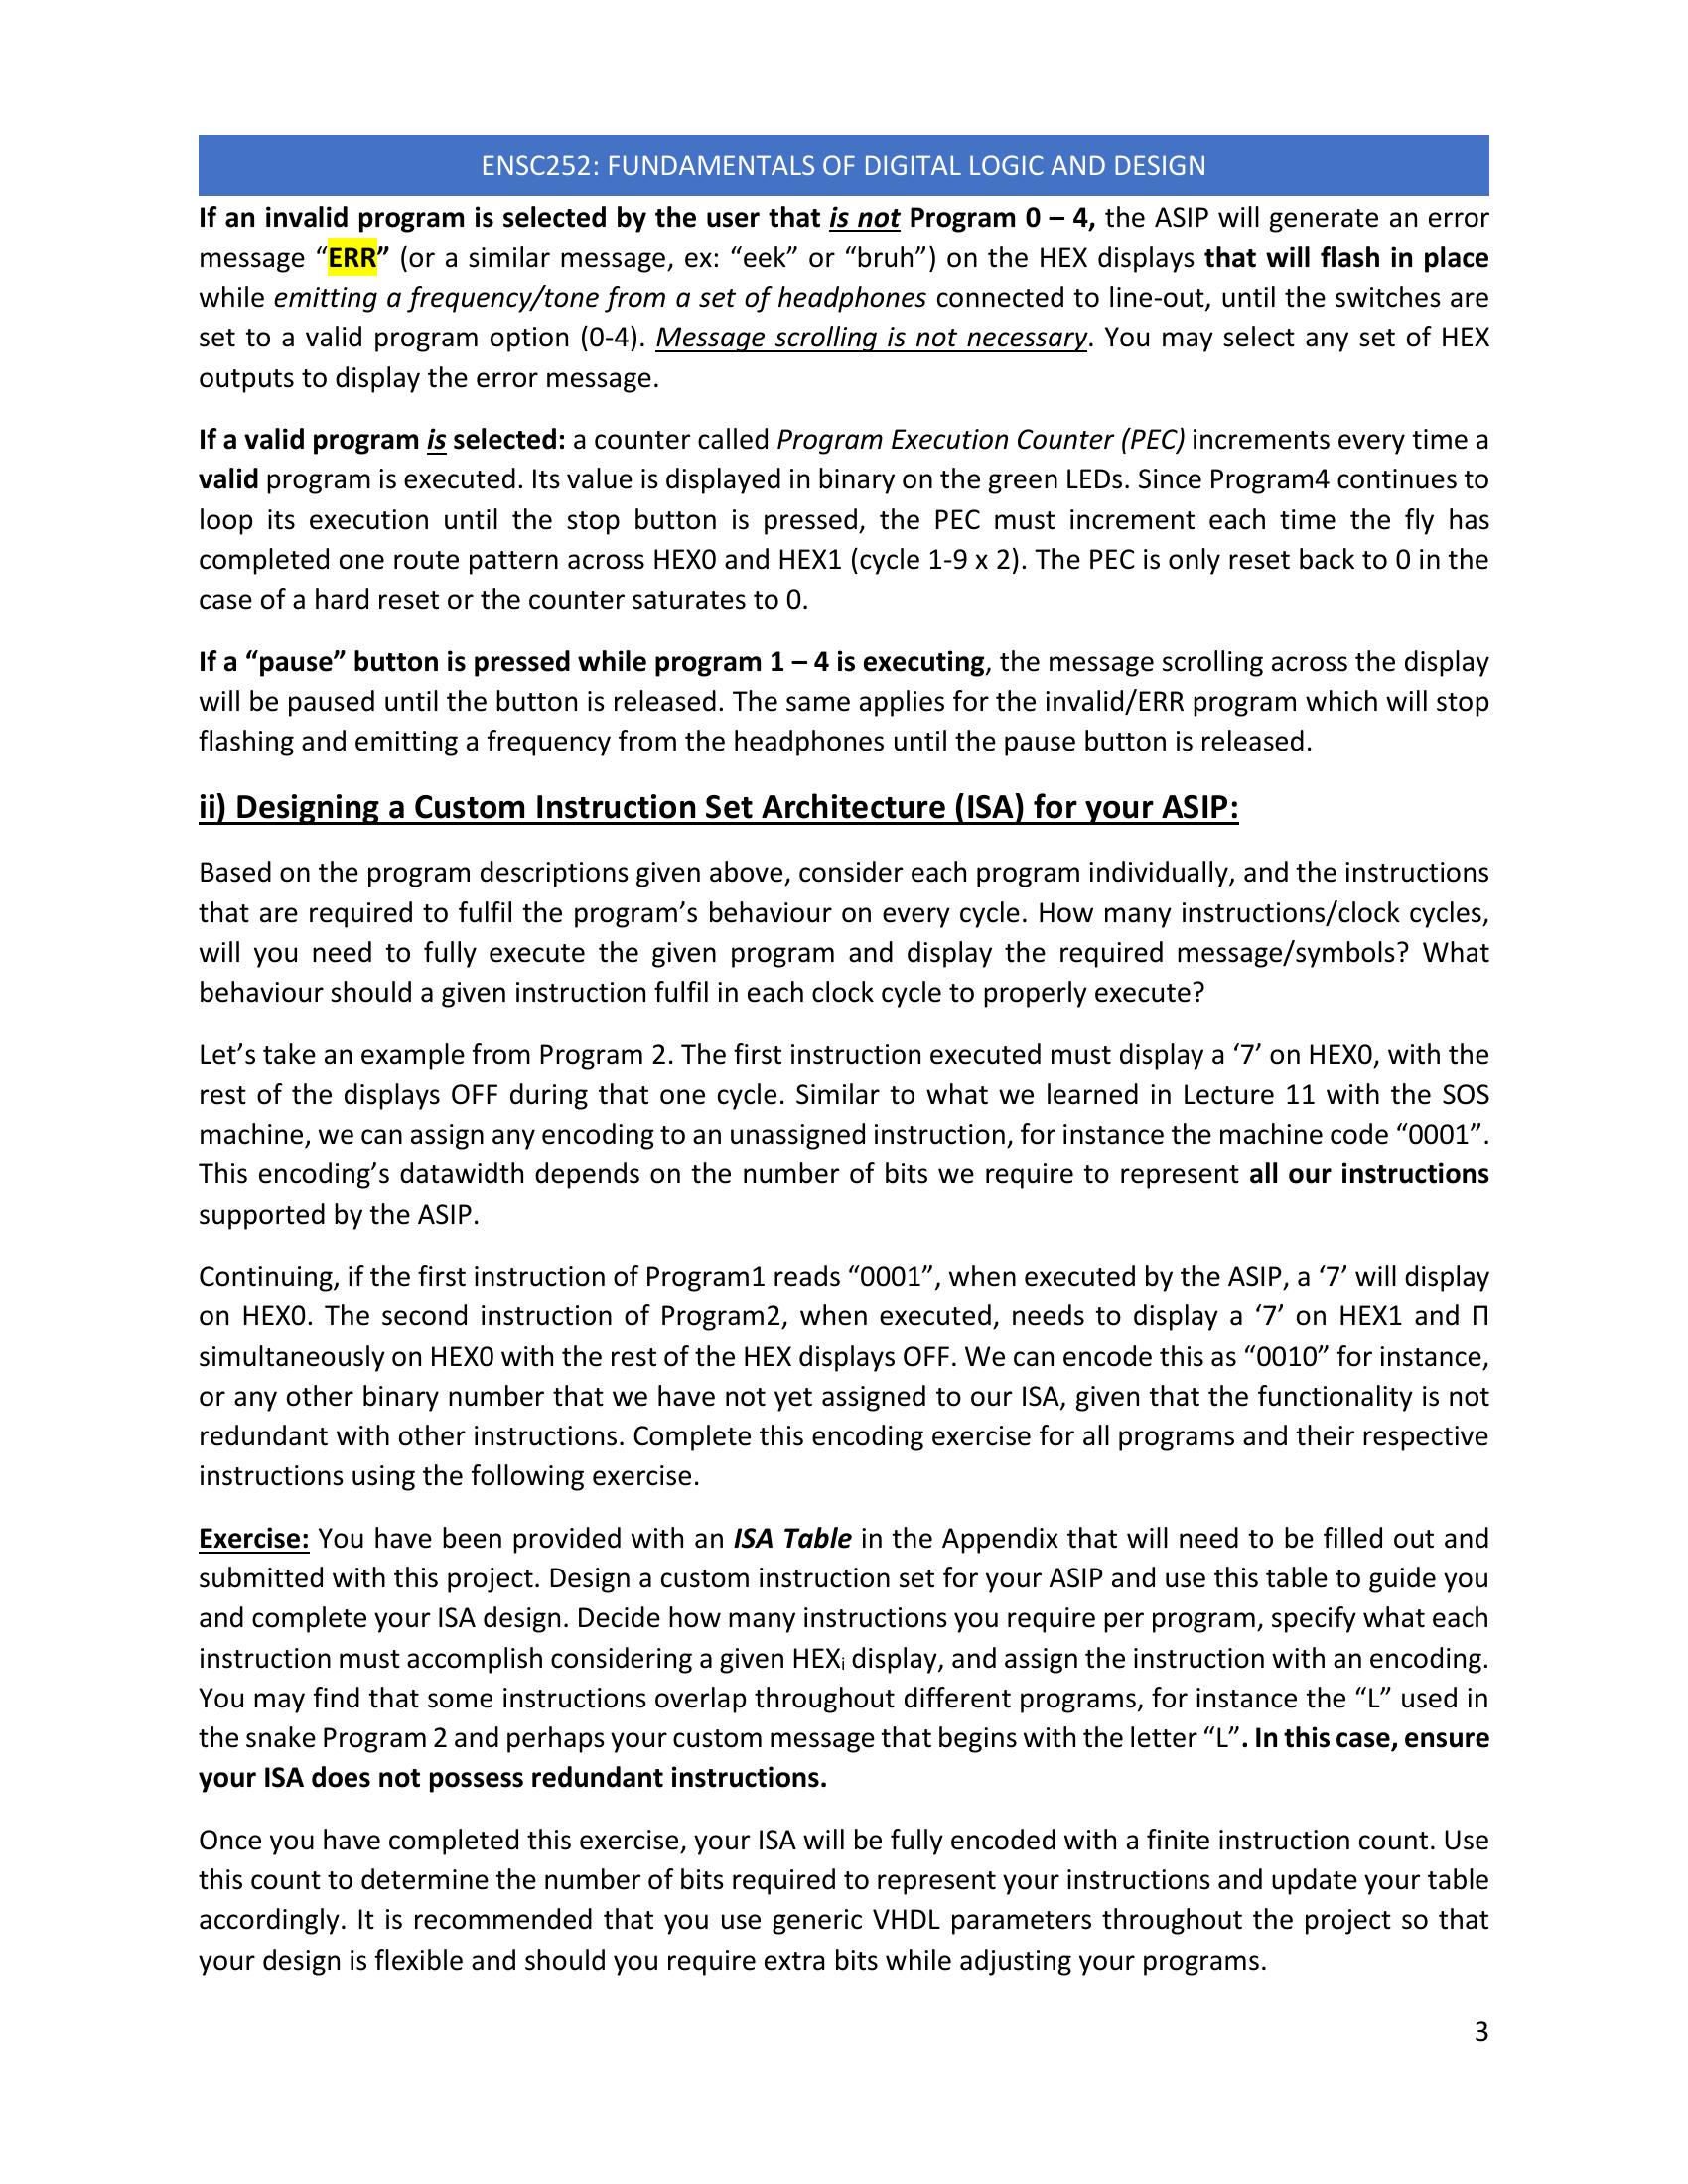 ENSC252: FUNDAMENTALS OF DIGITAL LOGIC AND DESIGN
If an invalid program is selected by the user that is not Program 0 – 4, the ASIP will generate an error
message “ERR” (or a similar message, ex: “eek” or “bruh”) on the HEX displays that will flash in place
while emitting a frequency/tone from a set of headphones connected to line-out, until the switches are
set to a valid program option (0-4). Message scrolling is not necessary. You may select any set of HEX
outputs to display the error message.
If a valid program is selected: a counter called Program Execution Counter (PEC) increments every time a
valid program is executed. Its value is displayed in binary on the green LEDs. Since Program4 continues to
loop its execution until the stop button is pressed, the PEC must increment each time the fly has
completed one route pattern across HEX0 and HEX1 (cycle 1-9 x 2). The PEC is only reset back to 0 in the
case of a hard reset or the counter saturates to 0.
If a “pause” button is pressed while program 1 – 4 is executing, the message scrolling across the display
will be paused until the button is released. The same applies for the invalid/ERR program which will stop
flashing and emitting a frequency from the headphones until the pause button is released.
ii) Designing a Custom Instruction Set Architecture (ISA) for your ASIP:
Based on the program descriptions given above, consider each program individually, and the instructions
that are required to fulfil the program’s behaviour on every cycle. How many instructions/clock cycles,
will you need to fully execute the given program and display the required message/symbols? What
behaviour should a given instruction fulfil in each clock cycle to properly execute?
Let’s take an example from Program 2. The first instruction executed must display a ‘7’ on HEX0, with the
rest of the displays OFF during that one cycle. Similar to what we learned in Lecture 11 with the SOS
machine, we can assign any encoding to an unassigned instruction, for instance the machine code “0001”.
This encoding’s datawidth depends on the number of bits we require to represent all our instructions
supported by the ASIP.
Continuing, if the first instruction of Program1 reads “0001”, when executed by the ASIP, a ‘7’ will display
on HEX0. The second instruction of Program2, when executed, needs to display a ‘7’ on HEX1 and Π
simultaneously on HEX0 with the rest of the HEX displays OFF. We can encode this as “0010” for instance,
or any other binary number that we have not yet assigned to our ISA, given that the functionality is not
redundant with other instructions. Complete this encoding exercise for all programs and their respective
instructions using the following exercise.
Exercise: You have been provided with an ISA Table in the Appendix that will need to be filled out and
submitted with this project. Design a custom instruction set for your ASIP and use this table to guide you
and complete your ISA design. Decide how many instructions you require per program, specify what each
instruction must accomplish considering a given HEXᵢ display, and assign the instruction with an encoding.
You may find that some instructions overlap throughout different programs, for instance the “L” used in
the snake Program 2 and perhaps your custom message that begins with the letter “L”. In this case, ensure
your ISA does not possess redundant instructions.
Once you have completed this exercise, your ISA will be fully encoded with a finite instruction count. Use
this count to determine the number of bits required to represent your instructions and update your table
accordingly. It is recommended that you use generic VHDL parameters throughout the project so that
your design is flexible and should you require extra bits while adjusting your programs.
3